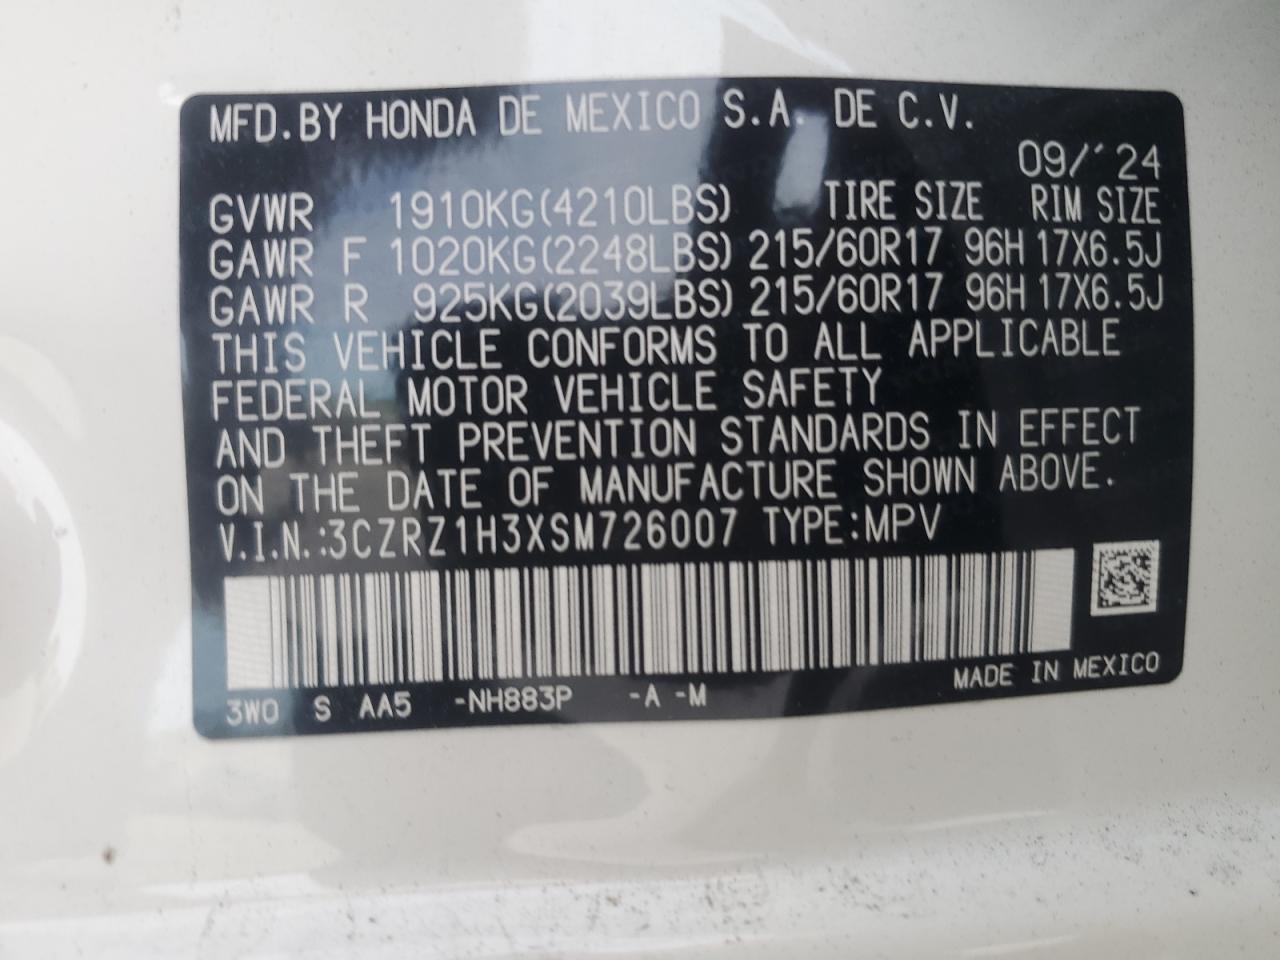 MFD.BY HONDA DE MEXICO S.A. DE C.V.
09/'24
GVWR 1910KG(4210LBS) TIRE SIZE RIM SIZE
GAWR F 1020KG(2248LBS) 215/60R17 96H 17X6.5J
GAWR R 925KG(2039LBS) 215/60R17 96H 17X6.5J
THIS VEHICLE CONFORMS TO ALL APPLICABLE
FEDERAL MOTOR VEHICLE SAFETY
AND THEFT PREVENTION STANDARDS IN EFFECT
ON THE DATE OF MANUFACTURE SHOWN ABOVE.
V.I.N.:3CZRZ1H3XSM726007 TYPE:MPV
3W0 S AA5 -NH883P -A -M MADE IN MEXICO